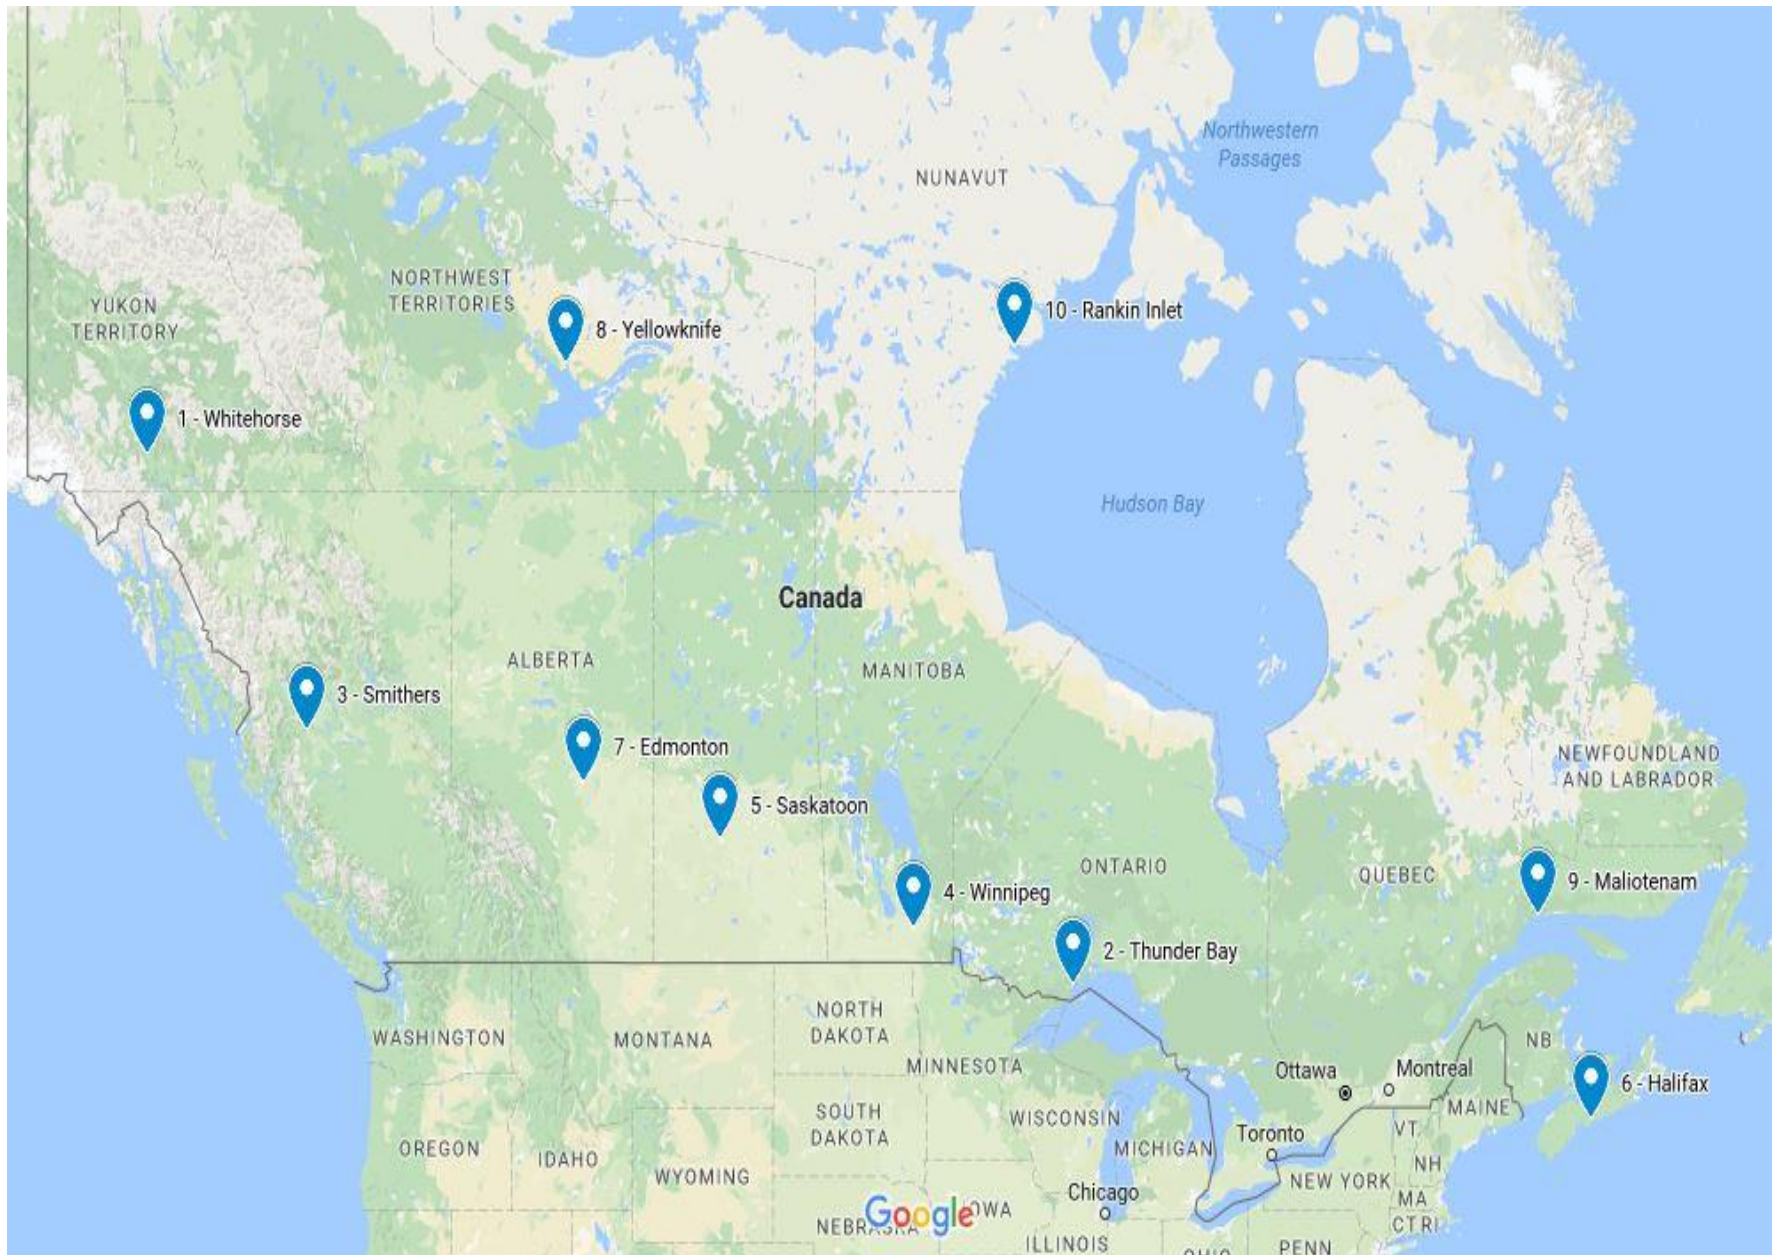 Northwestern
Passages
NUNAVUT
NORTHWEST
TERRITORIES
YUKON
TERRITORY
10 - Rankin Inlet
8 - Yellowknife
1 - Whitehorse
Hudson Bay
Canada
ALBERTA
MANITOBA
3 - Smithers
7 - Edmonton
NEWFOUNDLAND
AND LABRADOR
5 - Saskatoon
ONTARIO
QUEBEC
9 - Maliotenam
4 - Winnipeg
2 - Thunder Bay
NORTH
DAKOTA
WASHINGTON
MONTANA
NB
MINNESOTA
Ottawa
Montreal
6 - Halifax
MAINE
SOUTH
DAKOTA
WISCONSIN
VT
Toronto
OREGON
IDAHO
MICHIGAN
NH
WYOMING
NEW YORK
Chicago
MA
Google
OWA
CT RI
ILLINOIS
PENN